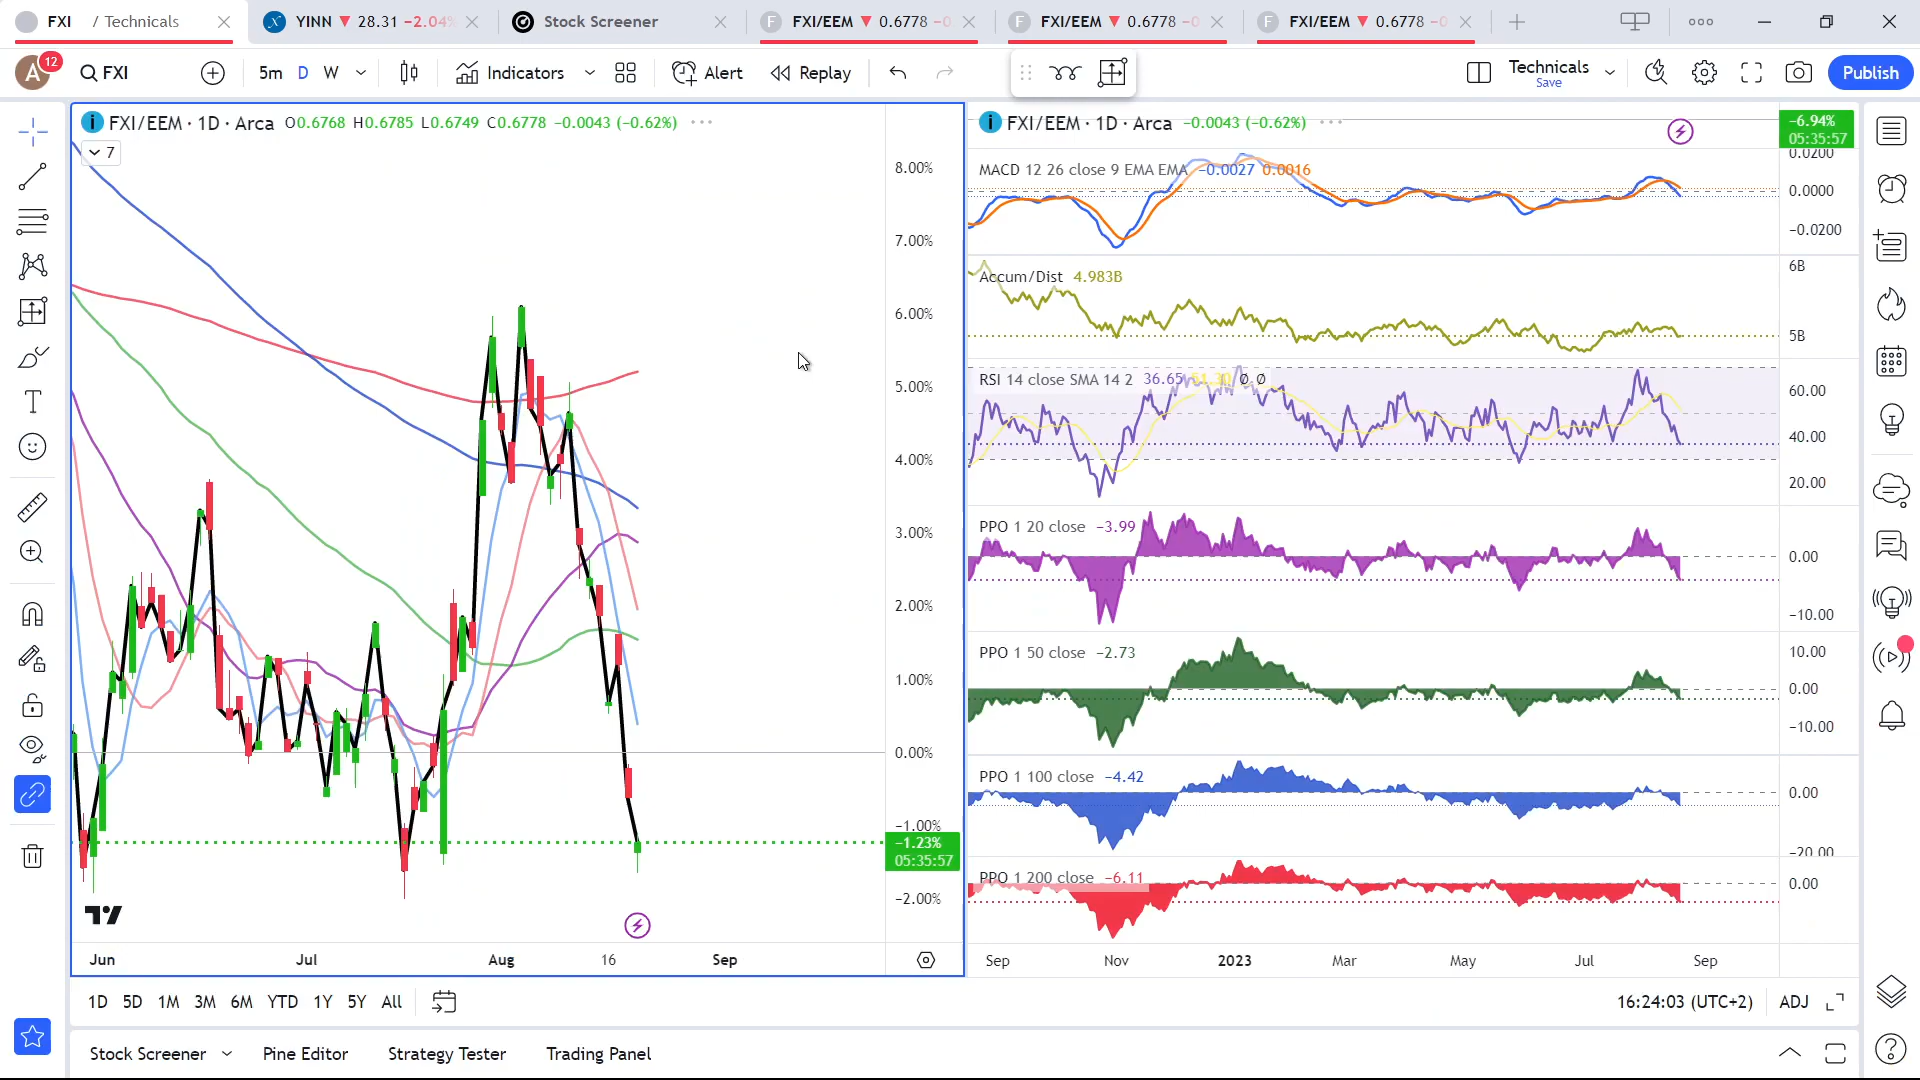 FXI / Technicals
YINN ▼ 28.31 −2.04%
Stock Screener
FXI/EEM ▼ 0.6778 −0
FXI/EEM ▼ 0.6778 −0
FXI/EEM ▼ 0.6778 −0
A 12
FXI
5m D W
Indicators
Alert
Replay
Technicals
Save
Publish
FXI/EEM · 1D · Arca O0.6768 H0.6785 L0.6749 C0.6778 −0.0043 (−0.62%)
7
8.00%
7.00%
6.00%
5.00%
4.00%
3.00%
2.00%
1.00%
0.00%
−1.00%
−1.23%
05:35:57
−2.00%
Jun Jul Aug 16 Sep
FXI/EEM · 1D · Arca −0.0043 (−0.62%)
−6.94%
05:35:57
MACD 12 26 close 9 EMA EMA −0.0027 0.0016
0.0200
0.0000
−0.0200
Accum/Dist 4.983B
6B
5B
RSI 14 close SMA 14 2 36.65 51.30 ∅ ∅
60.00
40.00
20.00
PPO 1 20 close −3.99
0.00
−10.00
PPO 1 50 close −2.73
10.00
0.00
−10.00
PPO 1 100 close −4.42
0.00
−20.00
PPO 1 200 close −6.11
0.00
Sep Nov 2023 Mar May Jul Sep
1D 5D 1M 3M 6M YTD 1Y 5Y All
16:24:03 (UTC+2) ADJ
Stock Screener Pine Editor Strategy Tester Trading Panel